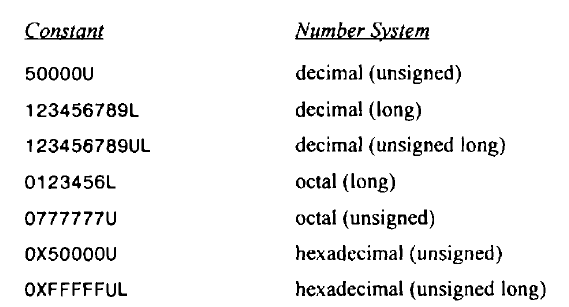 Constant Number System
50000U decimal (unsigned)
123456789L decimal (long)
123456789UL decimal (unsigned long)
0123456L octal (long)
0777777U octal (unsigned)
0X50000U hexadecimal (unsigned)
0XFFFFFUL hexadecimal (unsigned long)